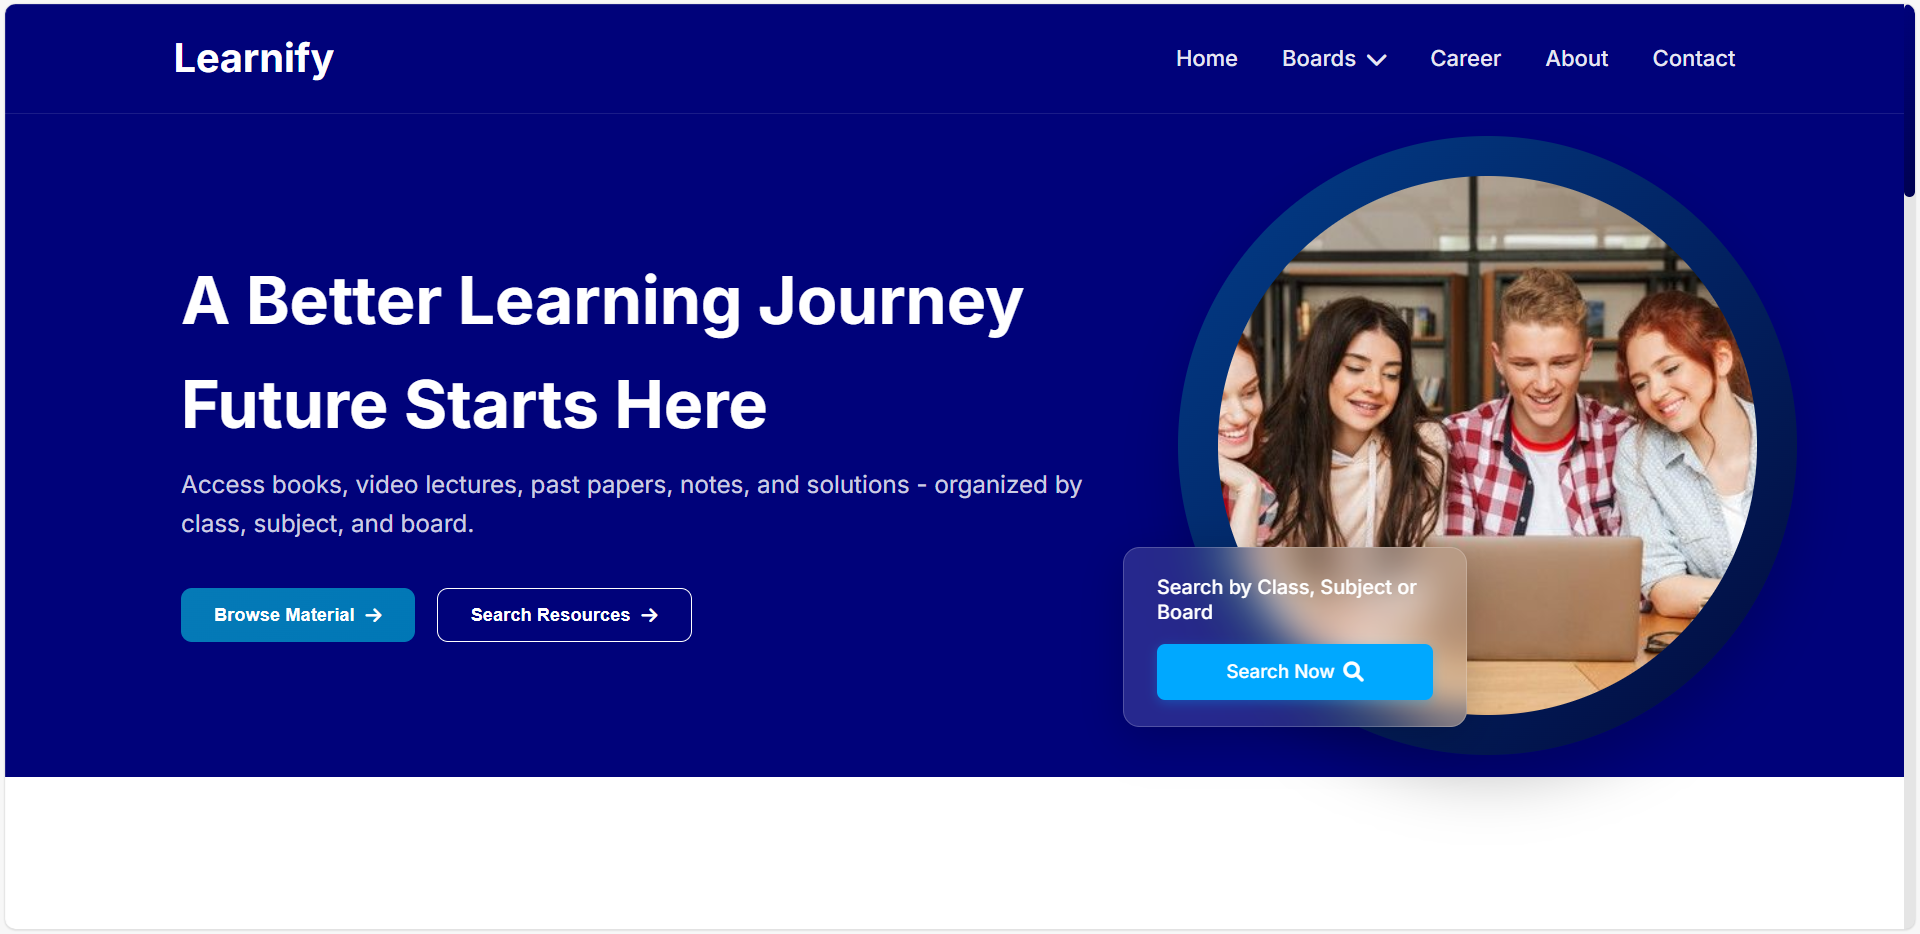 Learnify
Home
Boards
Career
About
Contact
A Better Learning Journey
Future Starts Here
Access books, video lectures, past papers, notes, and solutions - organized by
class, subject, and board.
Browse Material
Search Resources
Search by Class, Subject or
Board
Search Now